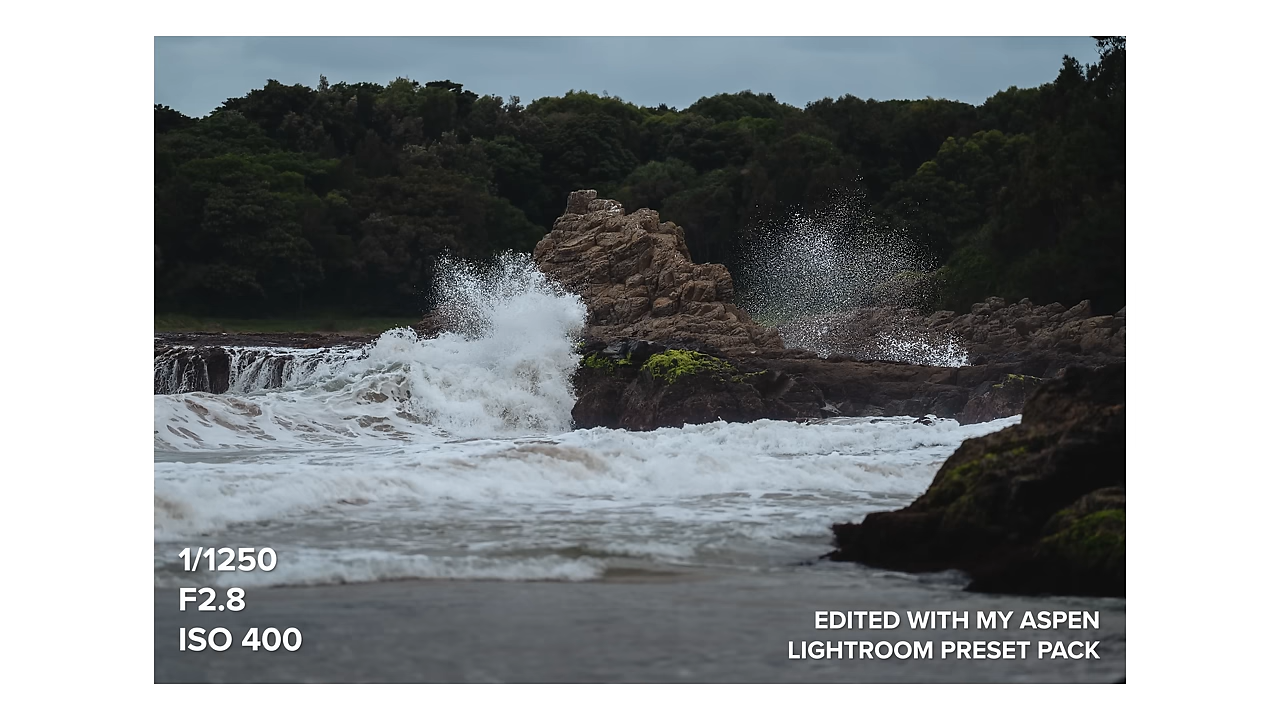 1/1250
F2.8
ISO 400
EDITED WITH MY ASPEN
LIGHTROOM PRESET PACK